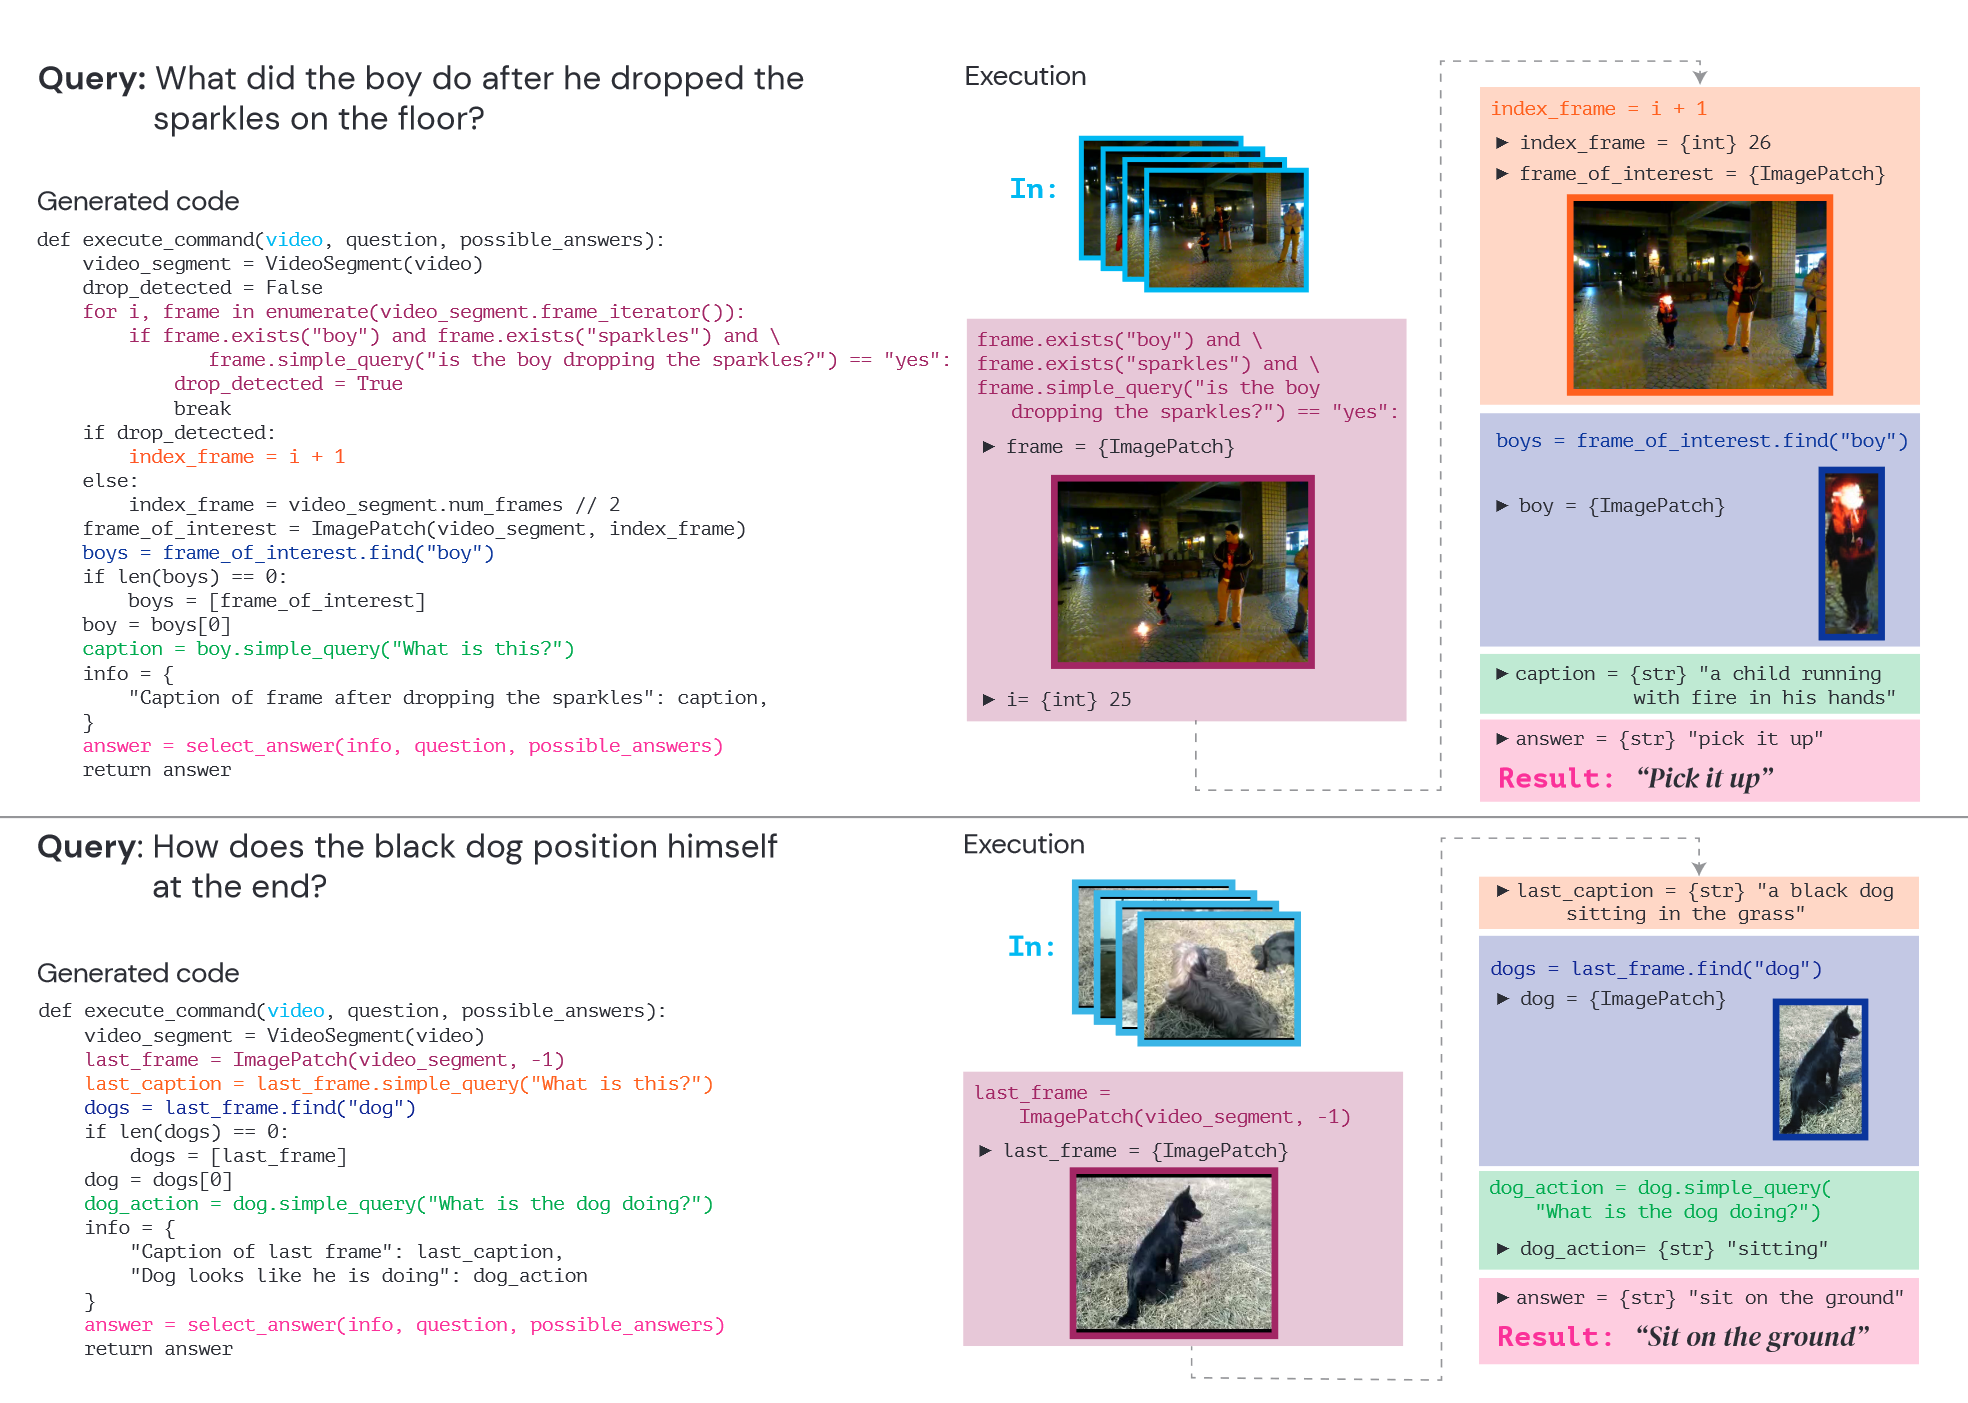 Query: What did the boy do after he dropped the
sparkles on the floor?
Generated code
def execute_command(video, question, possible_answers):
    video_segment = VideoSegment(video)
    drop_detected = False
    for i, frame in enumerate(video_segment.frame_iterator()):
        if frame.exists("boy") and frame.exists("sparkles") and \
               frame.simple_query("is the boy dropping the sparkles?") == "yes":
            drop_detected = True
            break
    if drop_detected:
        index_frame = i + 1
    else:
        index_frame = video_segment.num_frames // 2
    frame_of_interest = ImagePatch(video_segment, index_frame)
    boys = frame_of_interest.find("boy")
    if len(boys) == 0:
        boys = [frame_of_interest]
    boy = boys[0]
    caption = boy.simple_query("What is this?")
    info = {
        "Caption of frame after dropping the sparkles": caption,
    }
    answer = select_answer(info, question, possible_answers)
    return answer
Execution
In:
frame.exists("boy") and \
frame.exists("sparkles") and \
frame.simple_query("is the boy
   dropping the sparkles?") == "yes":
► frame = {ImagePatch}
► i= {int} 25
index_frame = i + 1
► index_frame = {int} 26
► frame_of_interest = {ImagePatch}
boys = frame_of_interest.find("boy")
► boy = {ImagePatch}
► caption = {str} "a child running
with fire in his hands"
► answer = {str} "pick it up"
Result: “Pick it up”
Query: How does the black dog position himself
at the end?
Generated code
def execute_command(video, question, possible_answers):
    video_segment = VideoSegment(video)
    last_frame = ImagePatch(video_segment, -1)
    last_caption = last_frame.simple_query("What is this?")
    dogs = last_frame.find("dog")
    if len(dogs) == 0:
        dogs = [last_frame]
    dog = dogs[0]
    dog_action = dog.simple_query("What is the dog doing?")
    info = {
        "Caption of last frame": last_caption,
        "Dog looks like he is doing": dog_action
    }
    answer = select_answer(info, question, possible_answers)
    return answer
Execution
In:
last_frame =
    ImagePatch(video_segment, -1)
► last_frame = {ImagePatch}
► last_caption = {str} "a black dog
sitting in the grass"
dogs = last_frame.find("dog")
► dog = {ImagePatch}
dog_action = dog.simple_query(
    "What is the dog doing?")
► dog_action= {str} "sitting"
► answer = {str} "sit on the ground"
Result: “Sit on the ground”